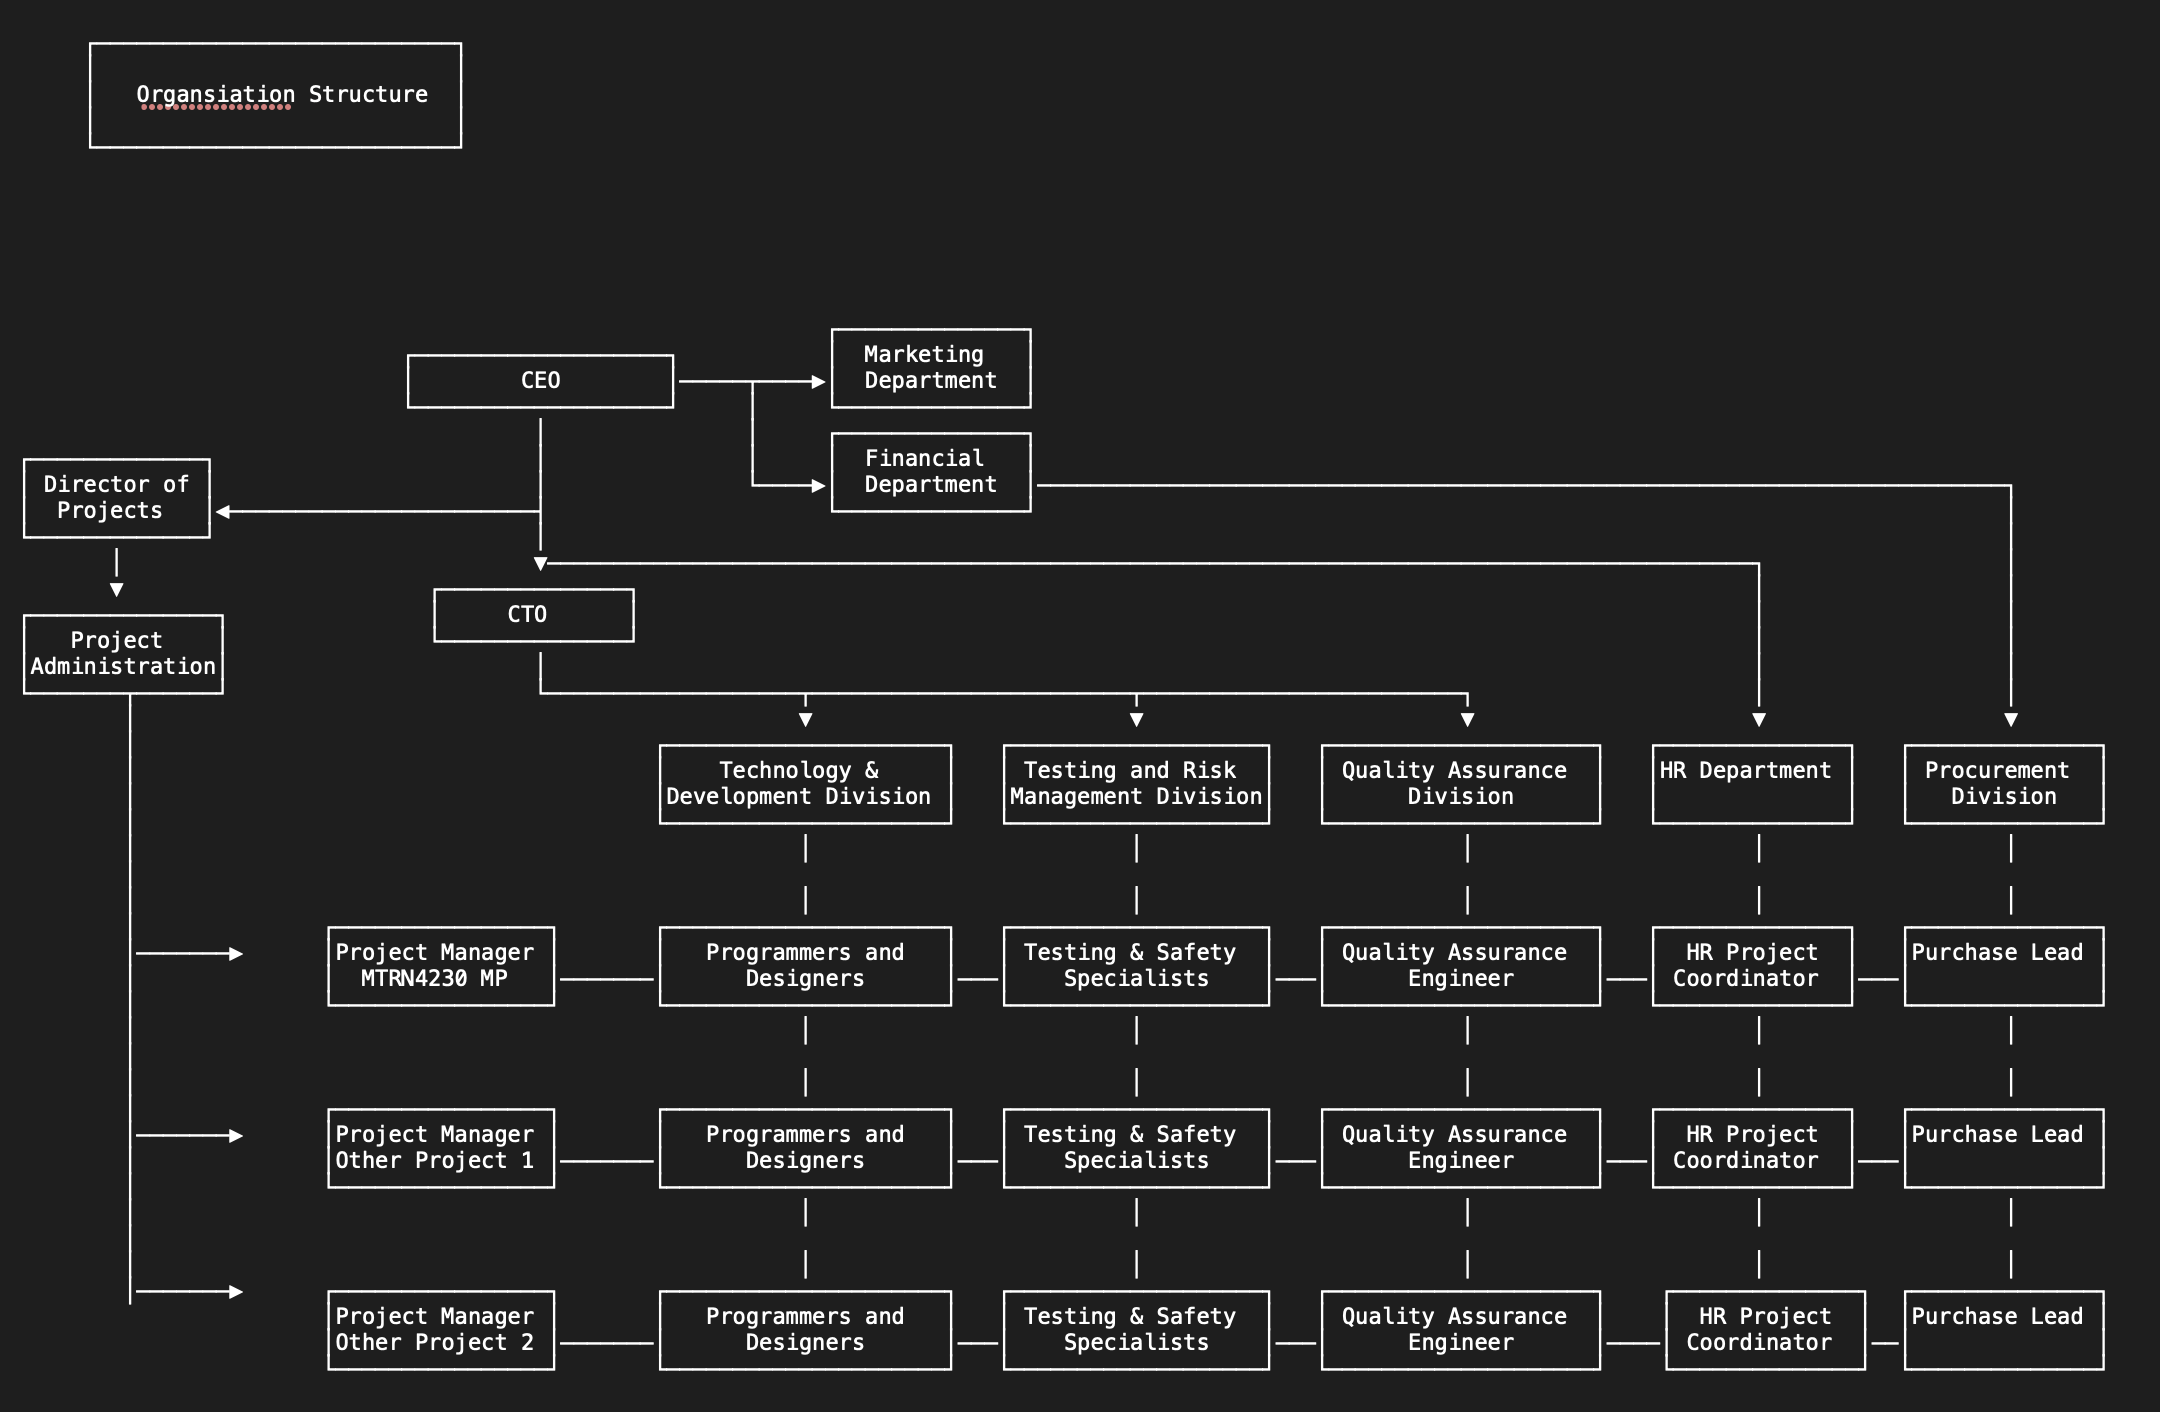 Organsiation Structure
Marketing
Department
CEO
Financial
Department
Director of
Projects
CTO
Project
Administration
Technology &
Development Division
Testing and Risk
Management Division
Quality Assurance
Division
HR Department
Procurement
Division
Project Manager
MTRN4230 MP
Programmers and
Designers
Testing & Safety
Specialists
Quality Assurance
Engineer
HR Project
Coordinator
Purchase Lead
Project Manager
Other Project 1
Programmers and
Designers
Testing & Safety
Specialists
Quality Assurance
Engineer
HR Project
Coordinator
Purchase Lead
Project Manager
Other Project 2
Programmers and
Designers
Testing & Safety
Specialists
Quality Assurance
Engineer
HR Project
Coordinator
Purchase Lead